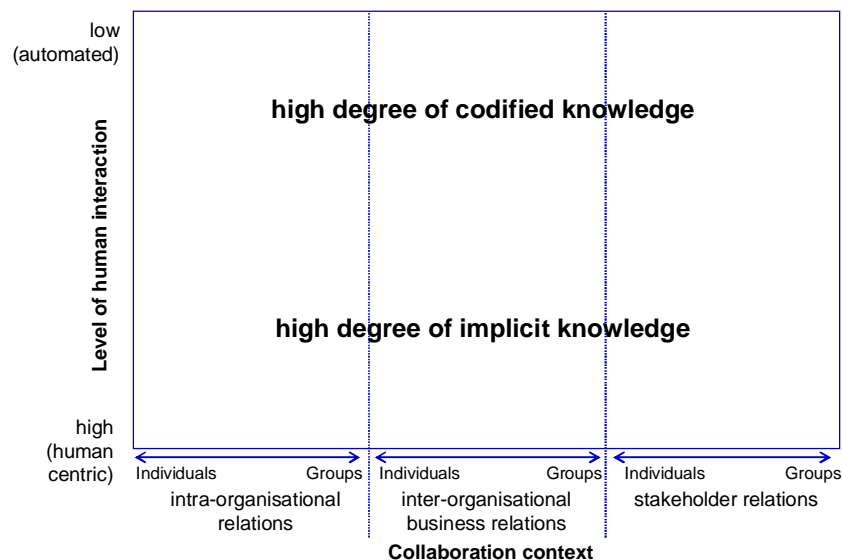 low
(automated)
high degree of codified knowledge
Level of human interaction
high degree of implicit knowledge
high
(human
centric)
Individuals Groups Individuals Groups Individuals Groups
intra-organisational
relations
inter-organisational
business relations
stakeholder relations
Collaboration context